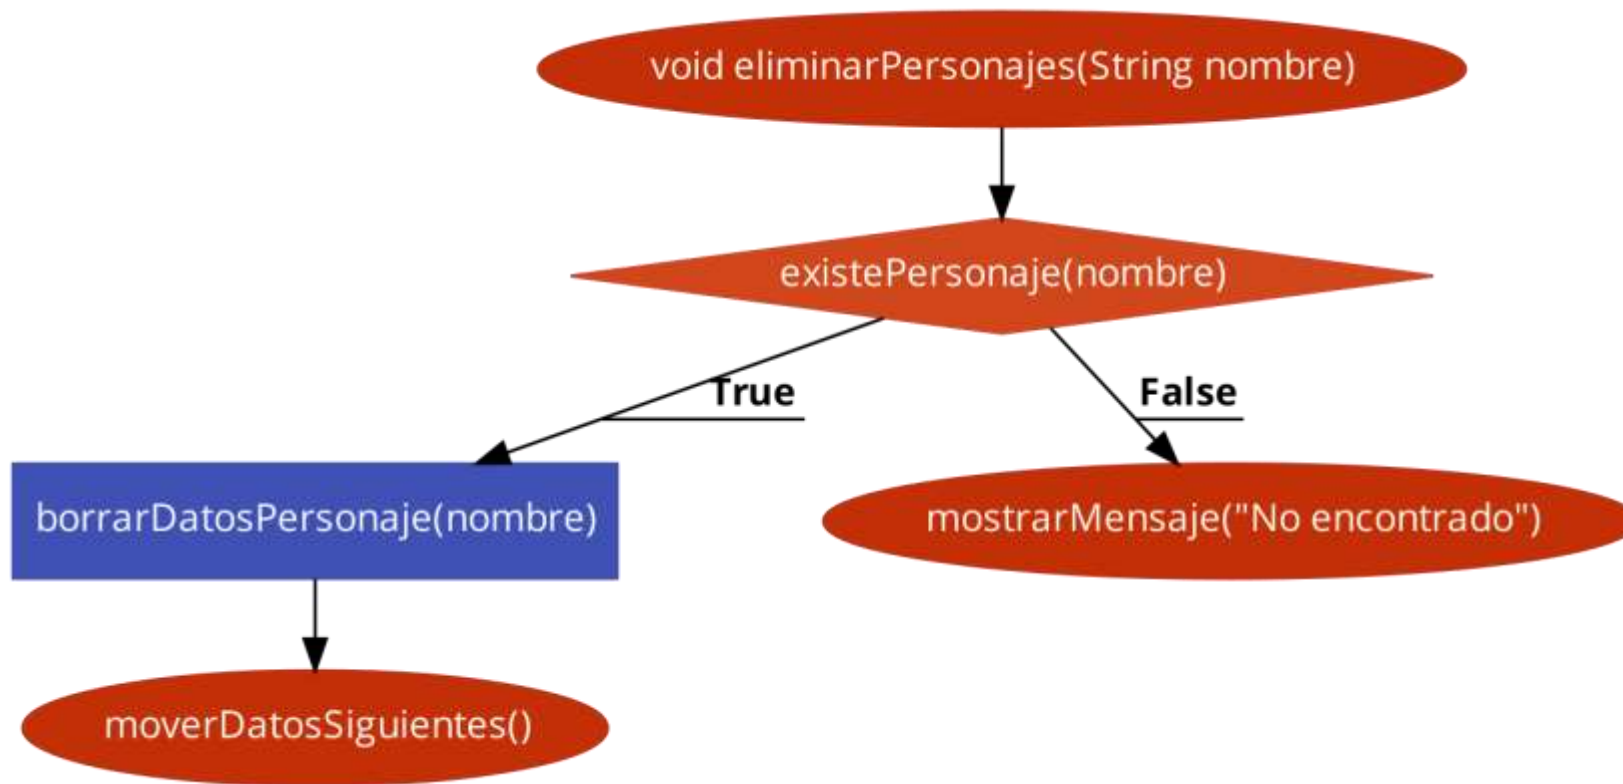 void eliminarPersonajes(String nombre)
existePersonaje(nombre)
True
False
borrarDatosPersonaje(nombre)
mostrarMensaje("No encontrado")
moverDatosSiguientes()